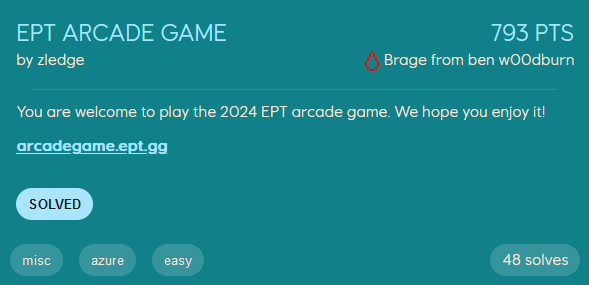 EPT ARCADE GAME 793 PTS
by zledge Brage from ben w00dburn
You are welcome to play the 2024 EPT arcade game. We hope you enjoy it!
arcadegame.ept.gg
SOLVED
misc azure easy 48 solves